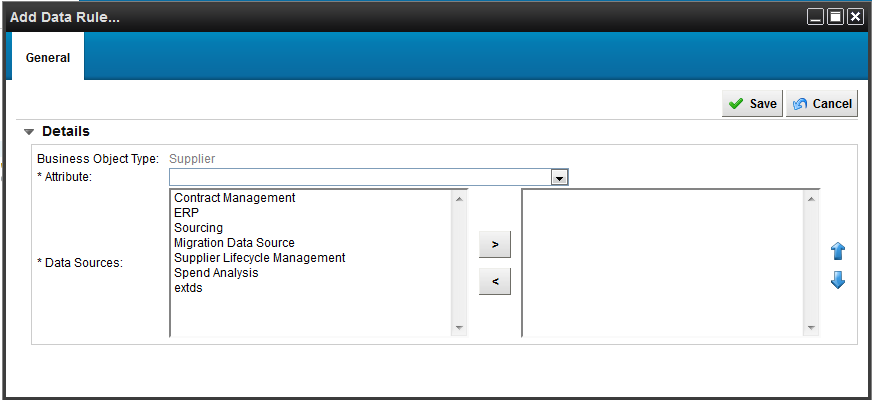 Add Data Rule...
General
Save Cancel
Details
Business Object Type: Supplier
* Attribute:
* Data Sources:
Contract Management
ERP
Sourcing
Migration Data Source
Supplier Lifecycle Management
Spend Analysis
extds
>
<